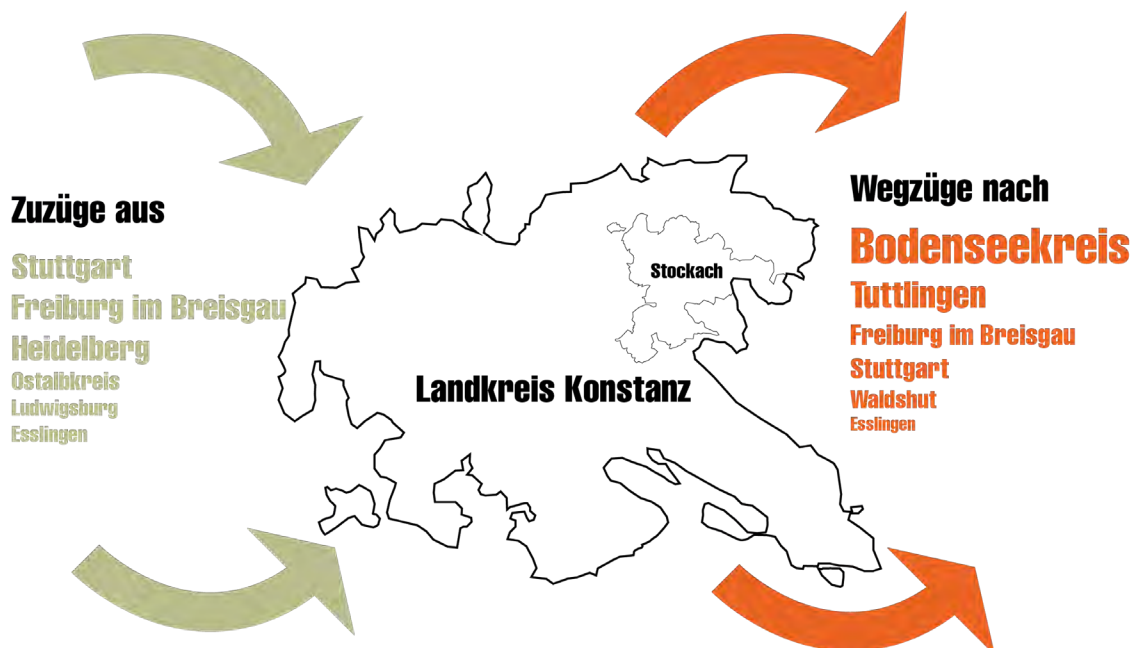 Zuzüge aus
Stuttgart
Freiburg im Breisgau
Heidelberg
Ostalbkreis
Ludwigsburg
Esslingen
Stockach
Landkreis Konstanz
Wegzüge nach
Bodenseekreis
Tuttlingen
Freiburg im Breisgau
Stuttgart
Waldshut
Esslingen